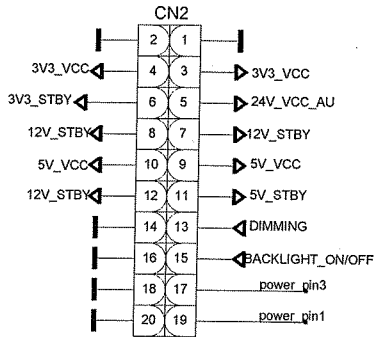 CN2
2 1
3V3_VCC 4 3 3V3_VCC
3V3_STBY 6 5 24V_VCC_AU
12V_STBY 8 7 12V_STBY
5V_VCC 10 9 5V_VCC
12V_STBY 12 11 5V_STBY
14 13 DIMMING
16 15 BACKLIGHT_ON/OFF
18 17 power_pin3
20 19 power_pin1